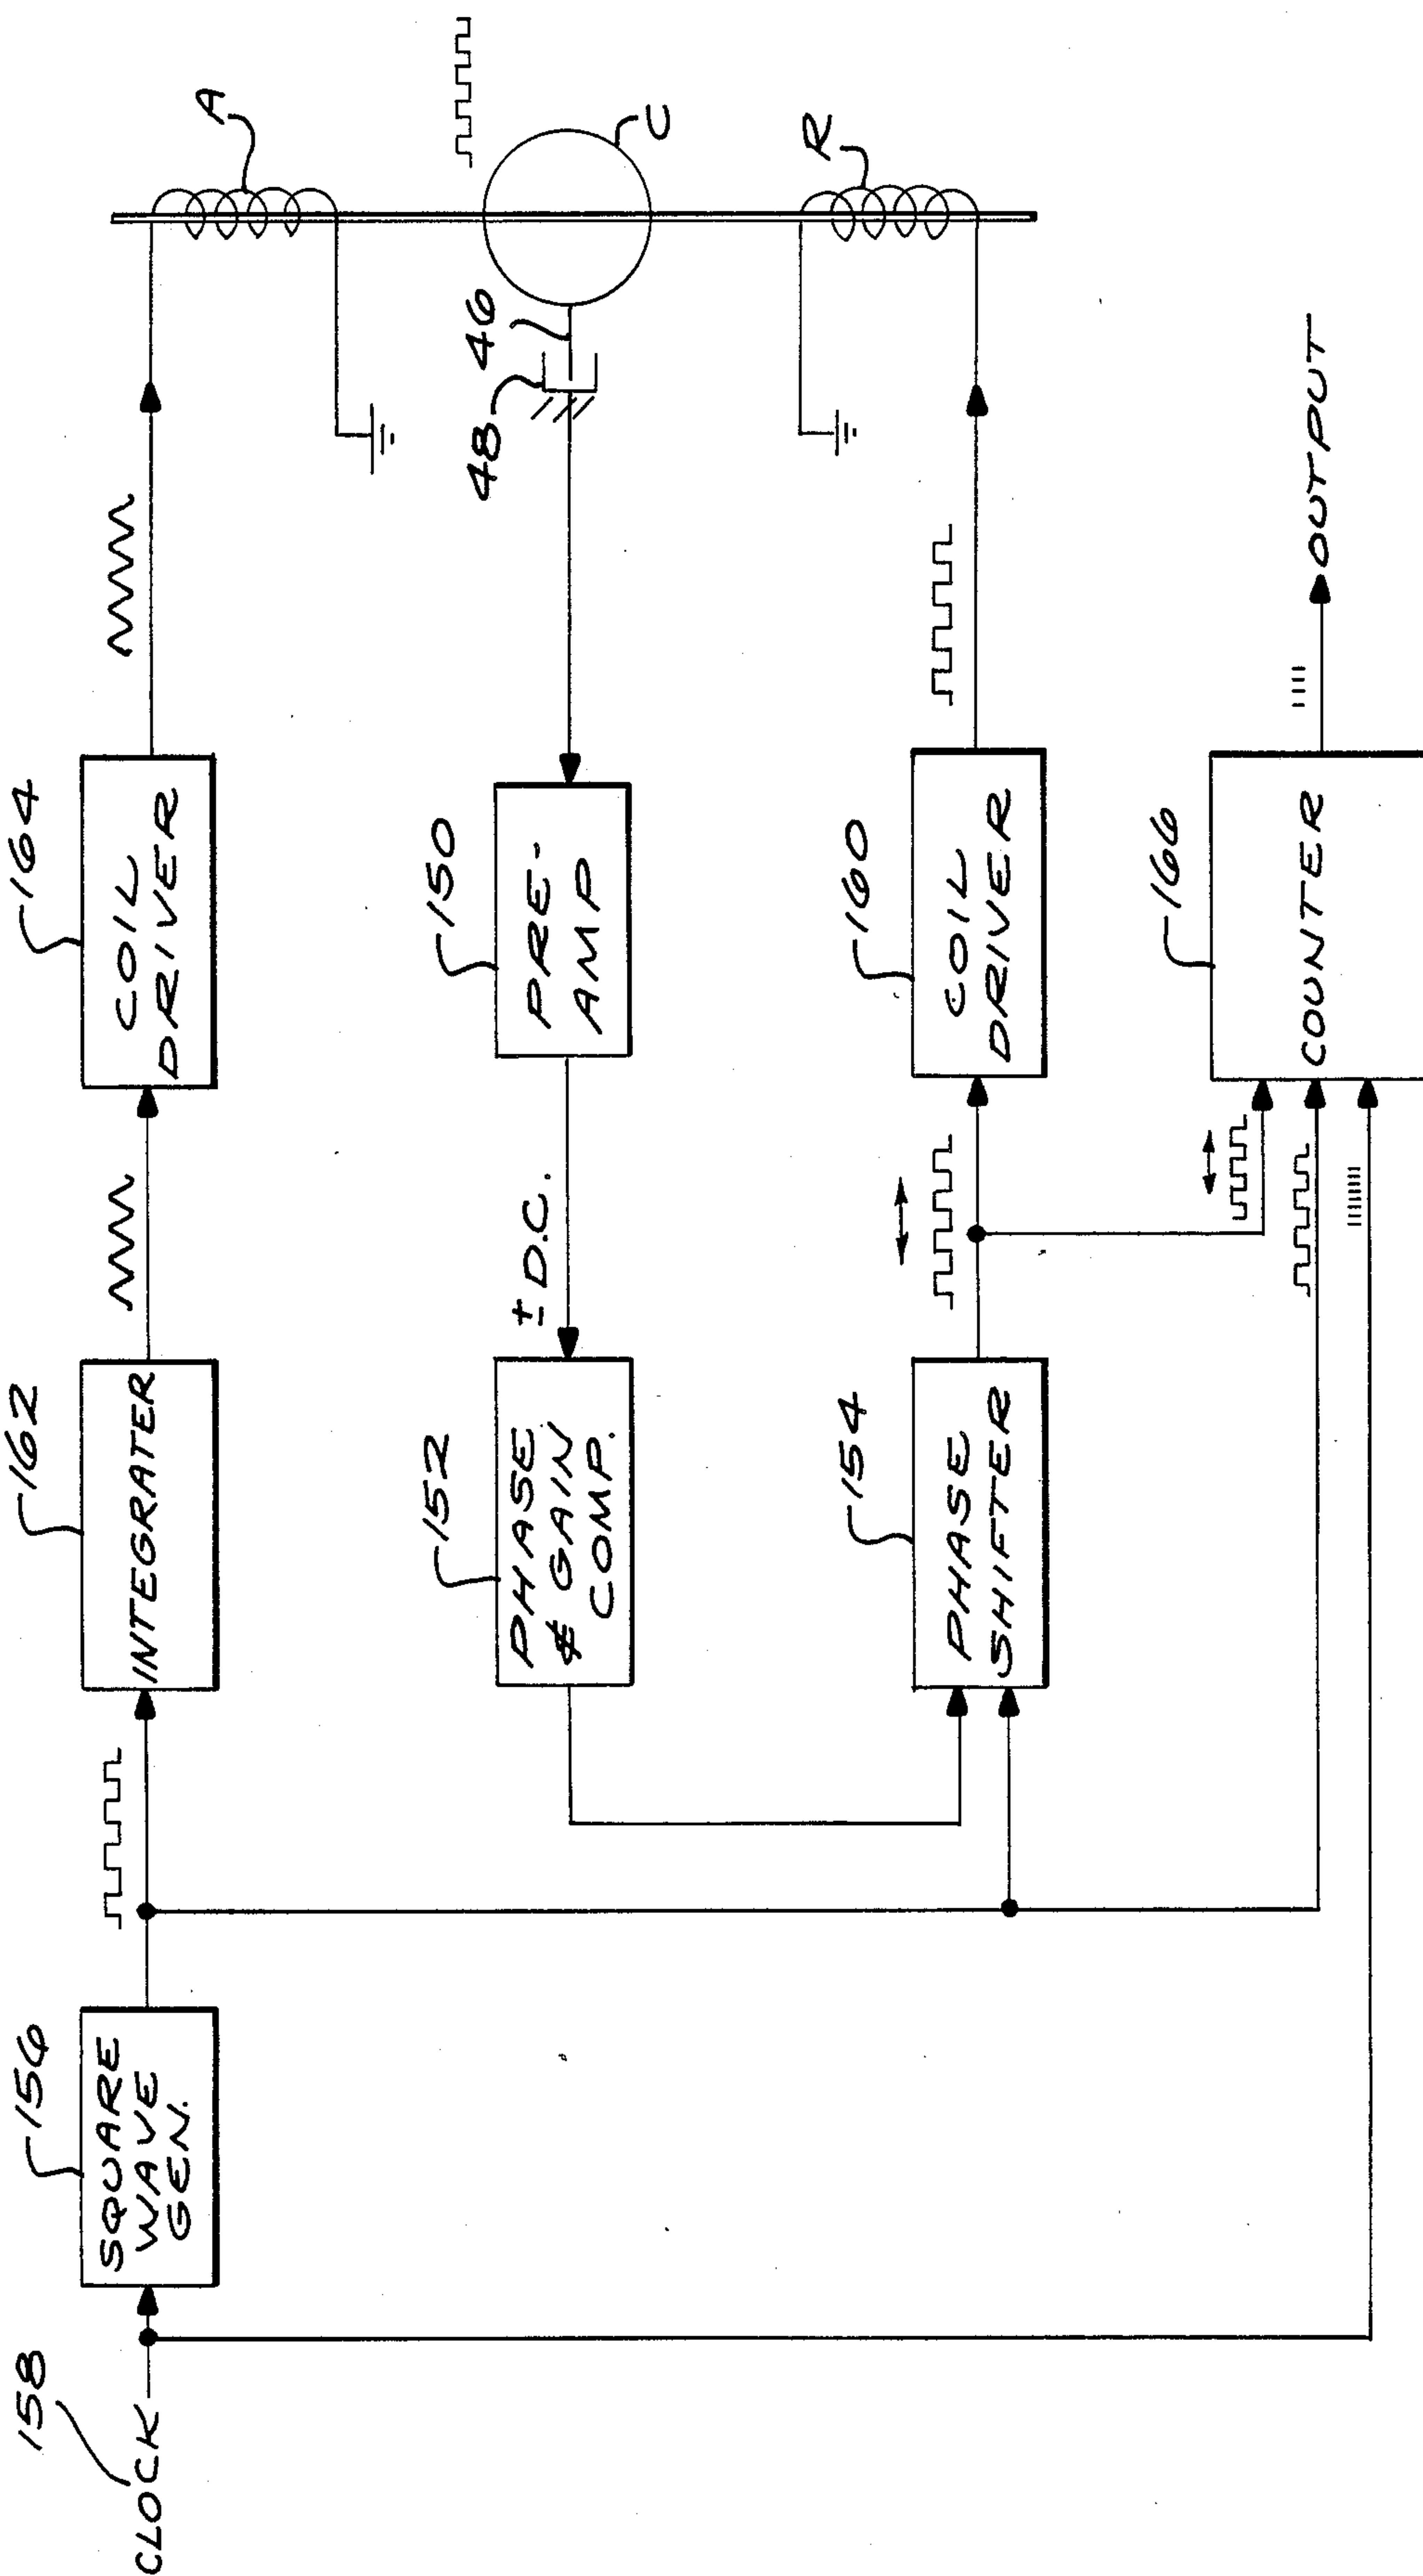 158
CLOCK
156
SQUARE
WAVE
GEN.
162
INTEGRATER
164
COIL
DRIVER
A
152
PHASE
& GAIN
COMP.
± D.C.
150
PRE-
AMP
48
46
C
154
PHASE
SHIFTER
160
COIL
DRIVER
R
166
COUNTER
OUTPUT